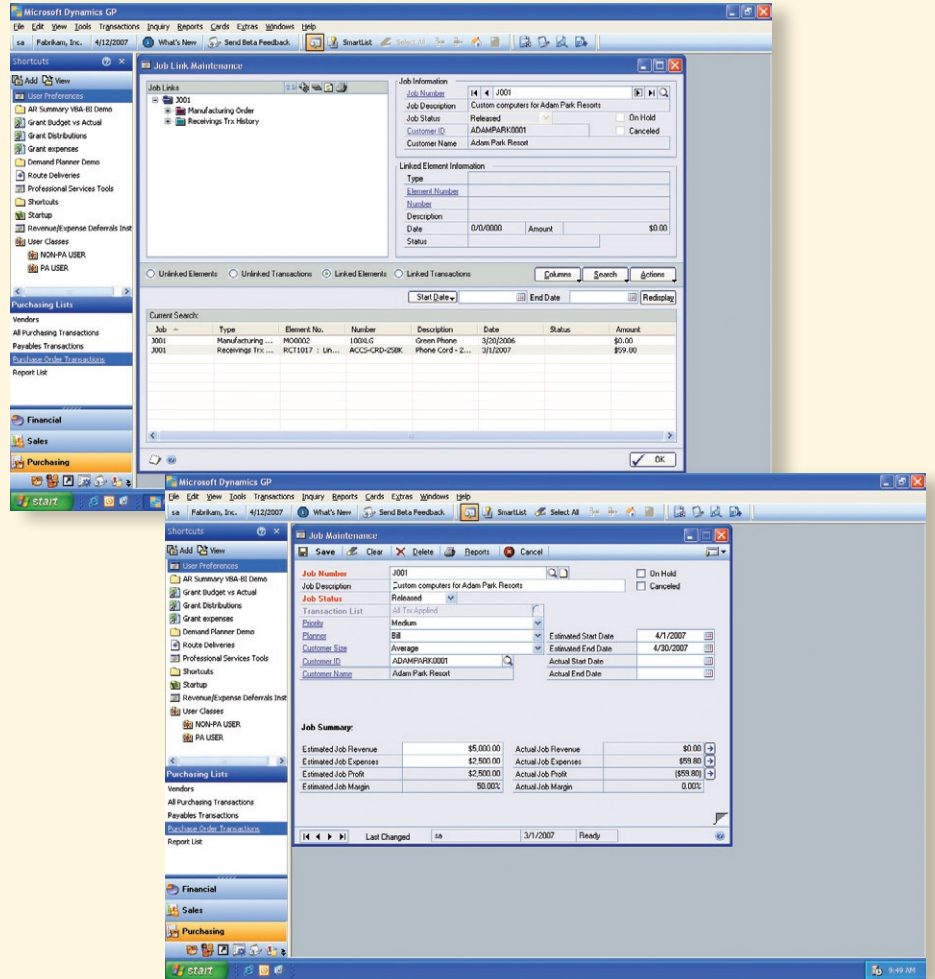 Microsoft Dynamics GP
File Edit View Tools Transactions Inquiry Reports Cards Extras Windows Help
sa Fabrikam, Inc. 4/12/2007 What's New Send Beta Feedback SmartList Select All
Shortcuts
Add View
User Preferences
AR Summary VBA-BI Demo
Grant Budget vs Actual
Grant Distributions
Grant expenses
Demand Planner Demo
Route Deliveries
Professional Services Tools
Shortcuts
Startup
Revenue/Expense Deferrals Inst
User Classes
NON-PA USER
PA USER
Purchasing Lists
Vendors
All Purchasing Transactions
Payables Transactions
Purchase Order Transactions
Report List
Financial
Sales
Purchasing
start
Job Link Maintenance
Job Links
J001
Manufacturing Order
Receivings Trx History
Job Information
Job Number J001
Job Description Custom computers for Adam Park Resorts
Job Status Released On Hold
Customer ID ADAMPARK0001 Canceled
Customer Name Adam Park Resort
Linked Element Information
Type
Element Number
Number
Description
Date 0/0/0000 Amount $0.00
Status
Unlinked Elements Unlinked Transactions Linked Elements Linked Transactions Columns Search Actions
Start Date End Date Redisplay
Current Search:
Job Type Element No. Number Description Date Status Amount
J001 Manufacturing ... MO0002 100XLG Green Phone 3/20/2006 $0.00
J001 Receivings Trx ... RCT1017 : Lin... ACCS-CRD-25BK Phone Cord - 2... 3/1/2007 $59.80
OK
Microsoft Dynamics GP
File Edit View Tools Transactions Inquiry Reports Cards Extras Windows Help
sa Fabrikam, Inc. 4/12/2007 What's New Send Beta Feedback SmartList Select All
Shortcuts
Add View
User Preferences
AR Summary VBA-BI Demo
Grant Budget vs Actual
Grant Distributions
Grant expenses
Demand Planner Demo
Route Deliveries
Professional Services Tools
Shortcuts
Startup
Revenue/Expense Deferrals Inst
User Classes
NON-PA USER
PA USER
Purchasing Lists
Vendors
All Purchasing Transactions
Payables Transactions
Purchase Order Transactions
Report List
Financial
Sales
Purchasing
start
Job Maintenance
Save Clear Delete Reports Cancel
Job Number J001 On Hold
Job Description Custom computers for Adam Park Resorts Canceled
Job Status Released
Transaction List All Trx Applied
Priority Medium
Planner Bill Estimated Start Date 4/1/2007
Customer Size Average Estimated End Date 4/30/2007
Customer ID ADAMPARK0001 Actual Start Date
Customer Name Adam Park Resort Actual End Date
Job Summary:
Estimated Job Revenue $5,000.00 Actual Job Revenue $0.00
Estimated Job Expenses $2,500.00 Actual Job Expenses $59.80
Estimated Job Profit $2,500.00 Actual Job Profit ($59.80)
Estimated Job Margin 50.00% Actual Job Margin 0.00%
Last Changed sa 3/1/2007 Ready
9:49 AM